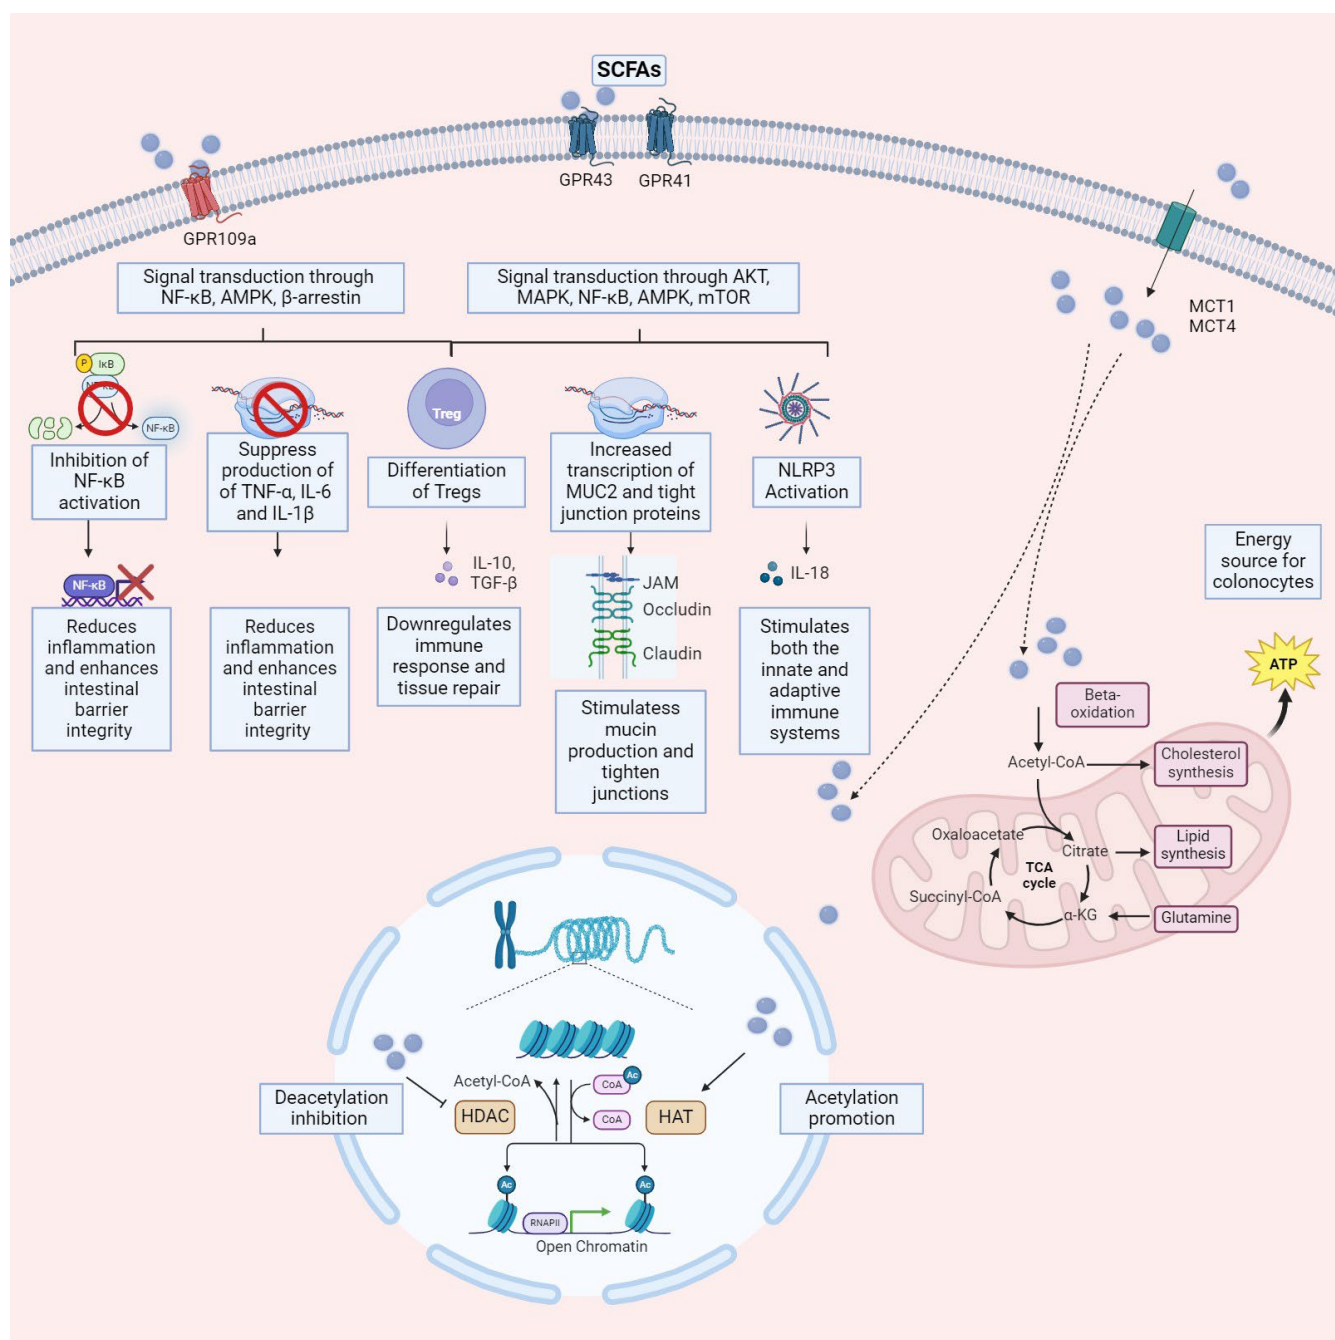 SCFAs
GPR43
GPR41
GPR109a
MCT1
MCT4
Signal transduction through
NF-κB, AMPK, β-arrestin
Signal transduction through AKT,
MAPK, NF-κB, AMPK, mTOR
P
IκB
NF-κB
NF-κB
Treg
Inhibition of
NF-κB
activation
Suppress
production of
of TNF-α, IL-6
and IL-1β
Differentiation
of Tregs
Increased
transcription of
MUC2 and tight
junction proteins
NLRP3
Activation
NF-κB
IL-10,
TGF-β
JAM
Occludin
Claudin
IL-18
Reduces
inflammation
and enhances
intestinal
barrier
integrity
Reduces
inflammation
and enhances
intestinal
barrier
integrity
Downregulates
immune
response and
tissue repair
Stimulatess
mucin
production and
tighten
junctions
Stimulates
both the
innate and
adaptive
immune
systems
Energy
source for
colonocytes
ATP
Beta-
oxidation
Acetyl-CoA
Cholesterol
synthesis
Oxaloacetate
Citrate
Lipid
synthesis
TCA
cycle
Succinyl-CoA
α-KG
Glutamine
Acetyl-CoA
CoA
Ac
CoA
HDAC
HAT
Deacetylation
inhibition
Acetylation
promotion
Ac
Ac
RNAPII
Open Chromatin